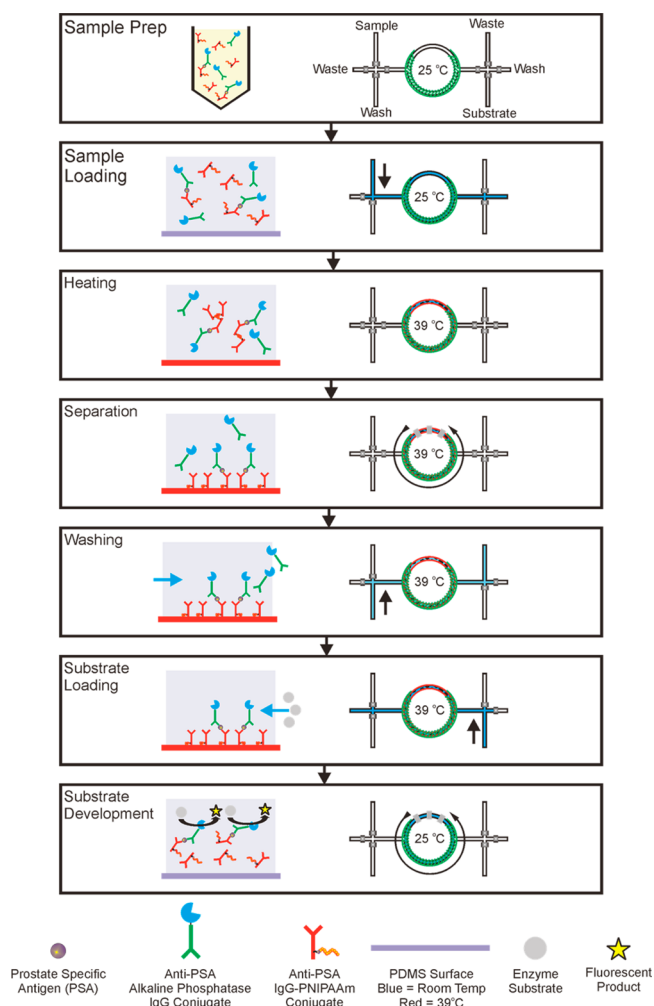 Sample Prep
Sample
Waste
Waste
25 °C
Wash
Wash
Substrate
Sample
Loading
25 °C
Heating
39 °C
Separation
39 °C
Washing
39 °C
Substrate
Loading
39 °C
Substrate
Development
25 °C
Prostate Specific
Antigen (PSA)
Anti-PSA
Alkaline Phosphatase
IgG Conjugate
Anti-PSA
IgG-PNIPAAm
Conjugate
PDMS Surface
Blue = Room Temp
Red = 39°C
Enzyme
Substrate
Fluorescent
Product